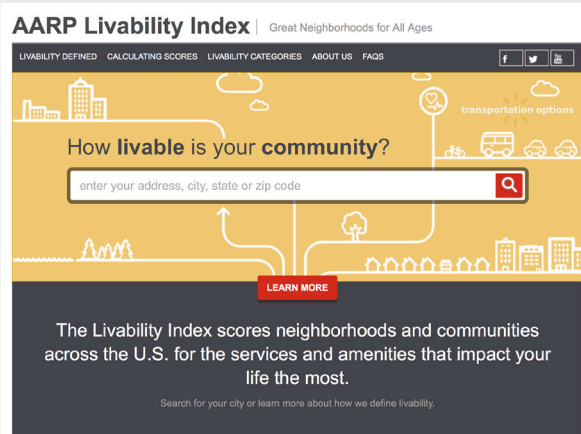 AARP Livability Index
Great Neighborhoods for All Ages
LIVABILITY DEFINED CALCULATING SCORES LIVABILITY CATEGORIES ABOUT US FAQS
f
You
transportation options
How livable is your community?
enter your address, city, state or zip code
LEARN MORE
The Livability Index scores neighborhoods and communities
across the U.S. for the services and amenities that impact your
life the most.
Search for your city or learn more about how we define livability.